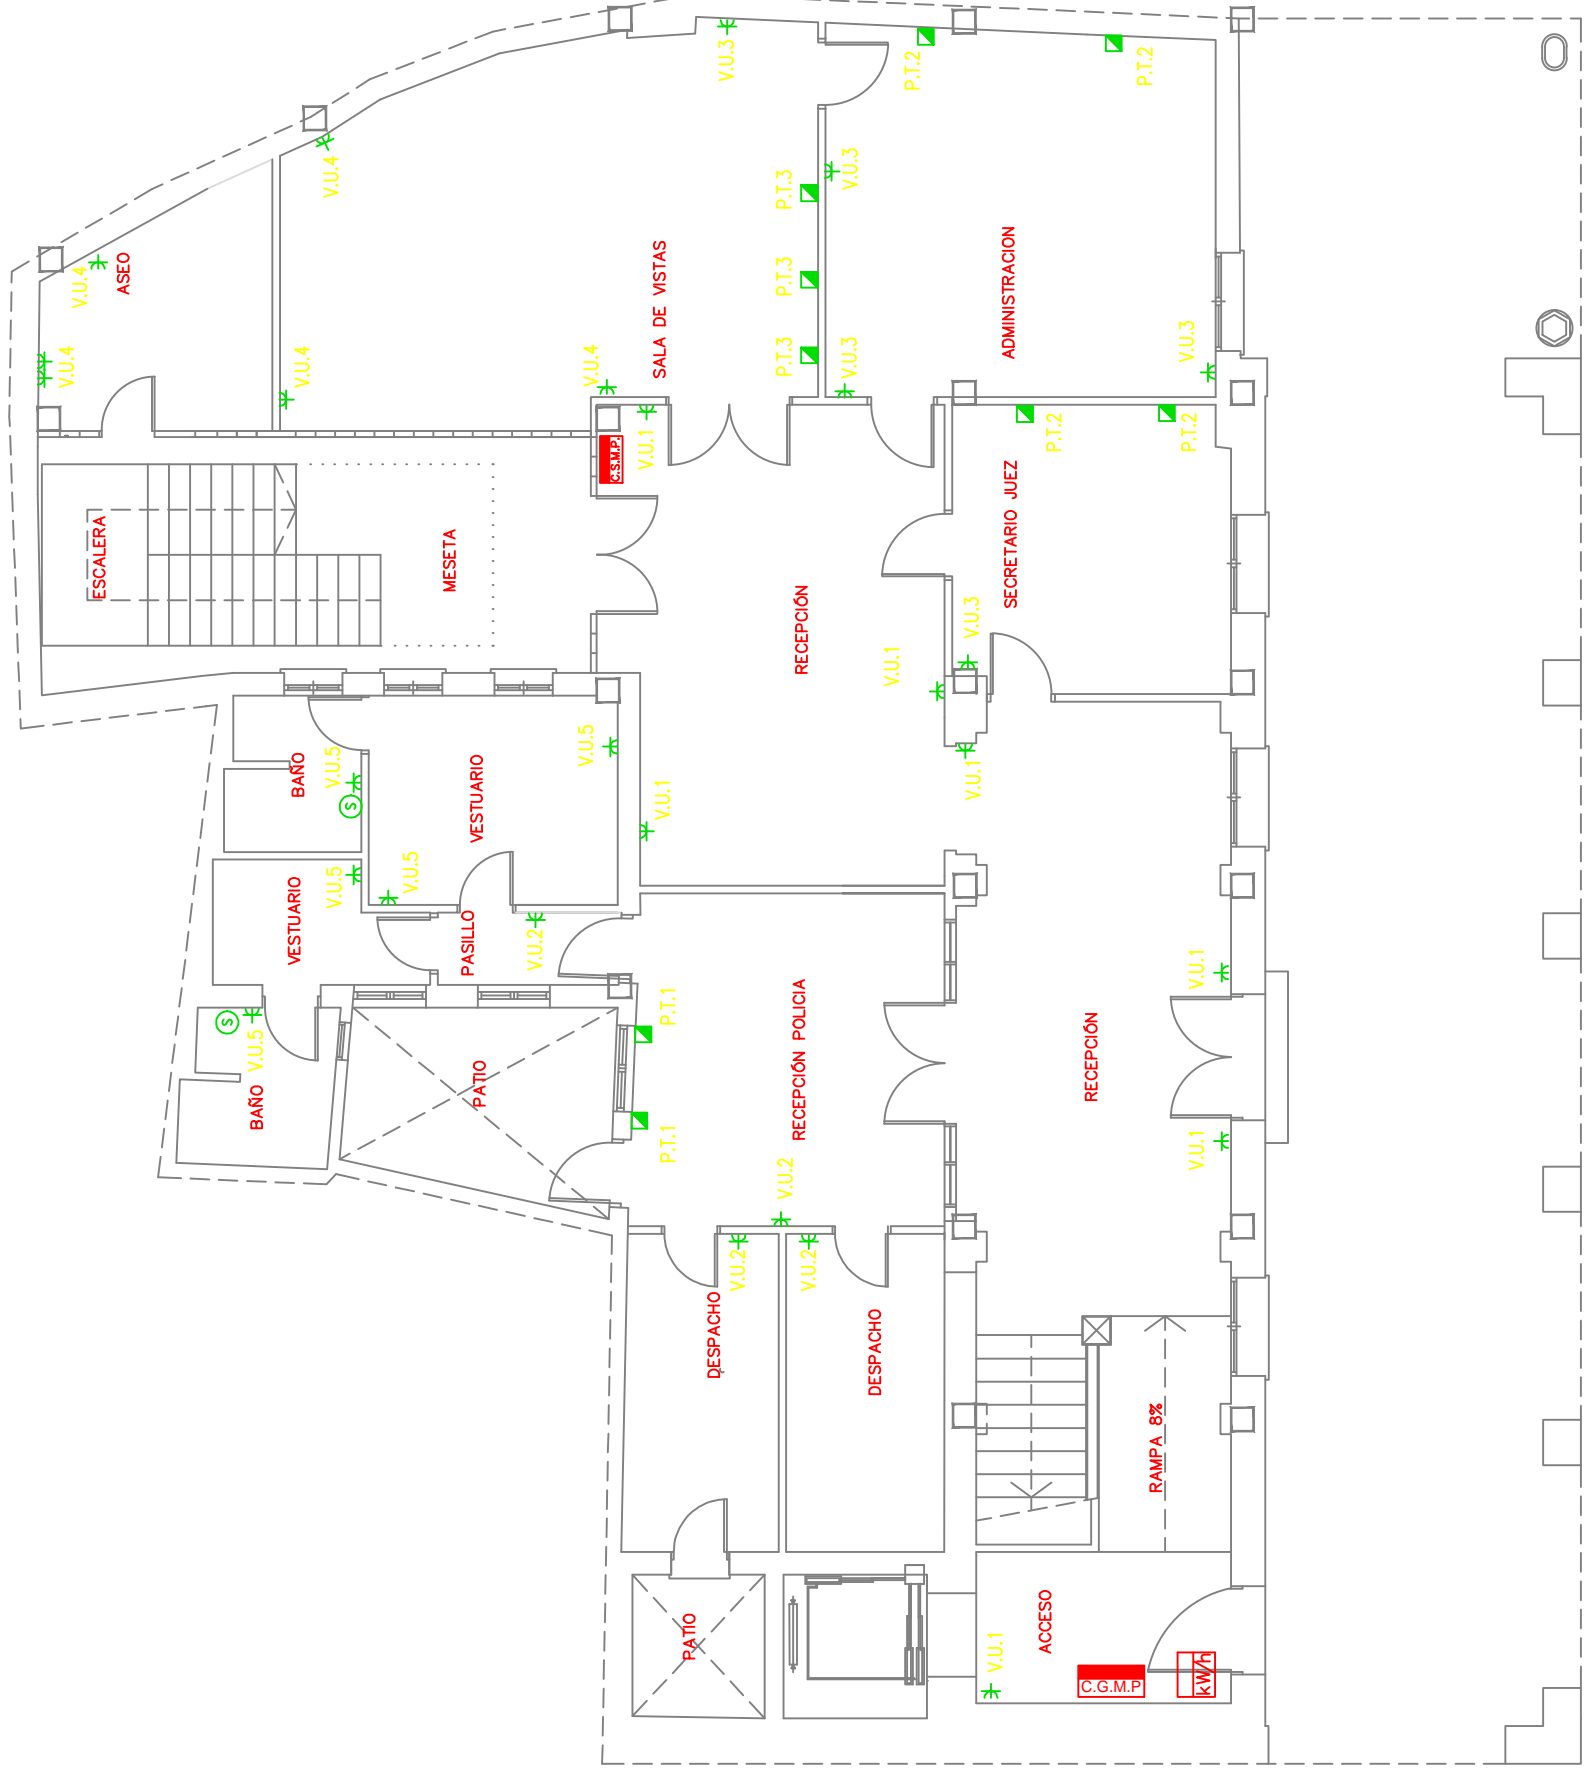 V.U.3
P.T.2
P.T.2
V.U.4
V.U.3
P.T.3
ASEO
V.U.4
P.T.3
SALA DE VISTAS
ADMINISTRACION
V.U.4
V.U.4
V.U.4
P.T.3
V.U.3
V.U.3
C.S.M.P.
V.U.1
P.T.2
P.T.2
ESCALERA
MESETA
SECRETARIO JUEZ
RECEPCIÓN
V.U.3
V.U.1
BAÑO
V.U.5
VESTUARIO
V.U.5
V.U.1
V.U.1
S
V.U.5
V.U.5
VESTUARIO
PASILLO
V.U.2
V.U.1
S
V.U.5
P.T.1
BAÑO
PATIO
RECEPCIÓN POLICIA
RECEPCIÓN
P.T.1
V.U.1
V.U.2
V.U.2
V.U.2
DESPACHO
DESPACHO
RAMPA 8%
PATIO
V.U.1
ACCESO
C.G.M.P
kW/h